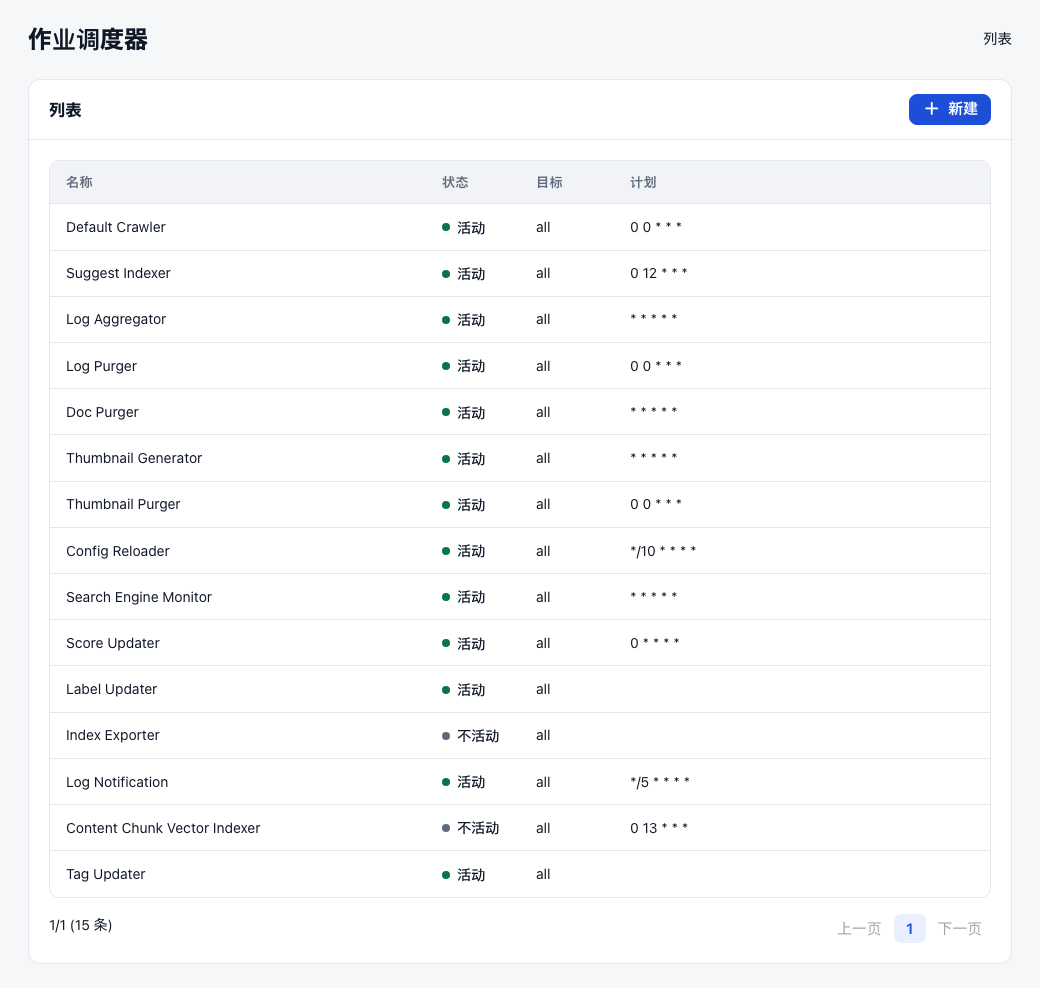 作业调度器
列表
列表
新建
名称 状态 目标 计划
Default Crawler 活动 all 0 0 * * *
Suggest Indexer 活动 all 0 12 * * *
Log Aggregator 活动 all * * * * *
Log Purger 活动 all 0 0 * * *
Doc Purger 活动 all * * * * *
Thumbnail Generator 活动 all * * * * *
Thumbnail Purger 活动 all 0 0 * * *
Config Reloader 活动 all */10 * * * *
Search Engine Monitor 活动 all * * * * *
Score Updater 活动 all 0 * * * *
Label Updater 活动 all
Index Exporter 不活动 all
Log Notification 活动 all */5 * * * *
Content Chunk Vector Indexer 不活动 all 0 13 * * *
Tag Updater 活动 all
1/1 (15 条)
上一页 1 下一页